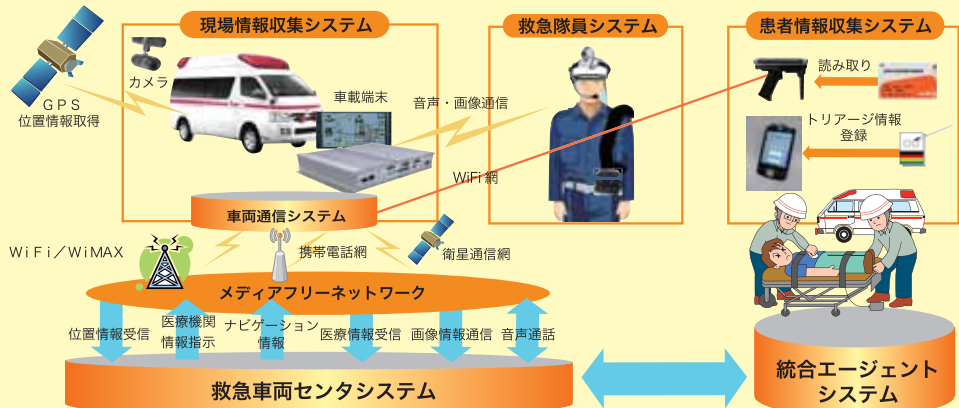 現場情報収集システム
救急隊員システム
患者情報収集システム
カメラ
GPS
位置情報取得
車載端末
音声・画像通信
読み取り
トリアージ情報
登録
WiFi網
車両通信システム
WiFi/WiMAX
携帯電話網
衛星通信網
メディアフリーネットワーク
位置情報受信
医療機関
情報指示
ナビゲーション
情報
医療情報受信
画像情報通信
音声通話
救急車両センタシステム
統合エージェント
システム